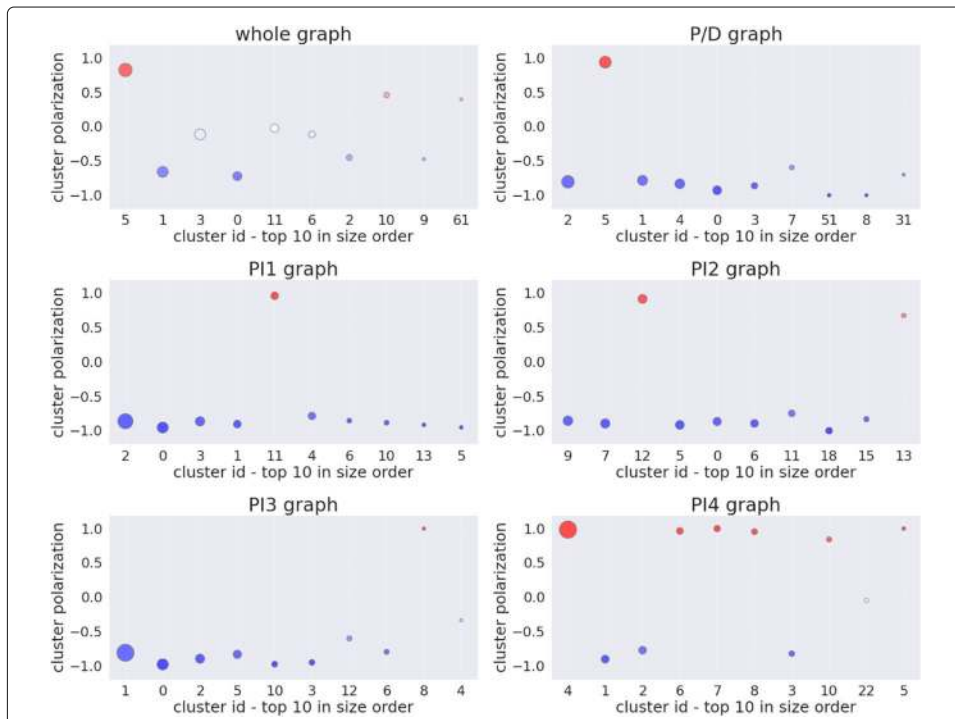 whole graph
cluster polarization
1.0
0.5
0.0
−0.5
−1.0
5 1 3 0 11 6 2 10 9 61
cluster id - top 10 in size order
P/D graph
cluster polarization
1.0
0.5
0.0
−0.5
−1.0
2 5 1 4 0 3 7 51 8 31
cluster id - top 10 in size order
PI1 graph
cluster polarization
1.0
0.5
0.0
−0.5
−1.0
2 0 3 1 11 4 6 10 13 5
cluster id - top 10 in size order
PI2 graph
cluster polarization
1.0
0.5
0.0
−0.5
−1.0
9 7 12 5 0 6 11 18 15 13
cluster id - top 10 in size order
PI3 graph
cluster polarization
1.0
0.5
0.0
−0.5
−1.0
1 0 2 5 10 3 12 6 8 4
cluster id - top 10 in size order
PI4 graph
cluster polarization
1.0
0.5
0.0
−0.5
−1.0
4 1 2 6 7 8 3 10 22 5
cluster id - top 10 in size order